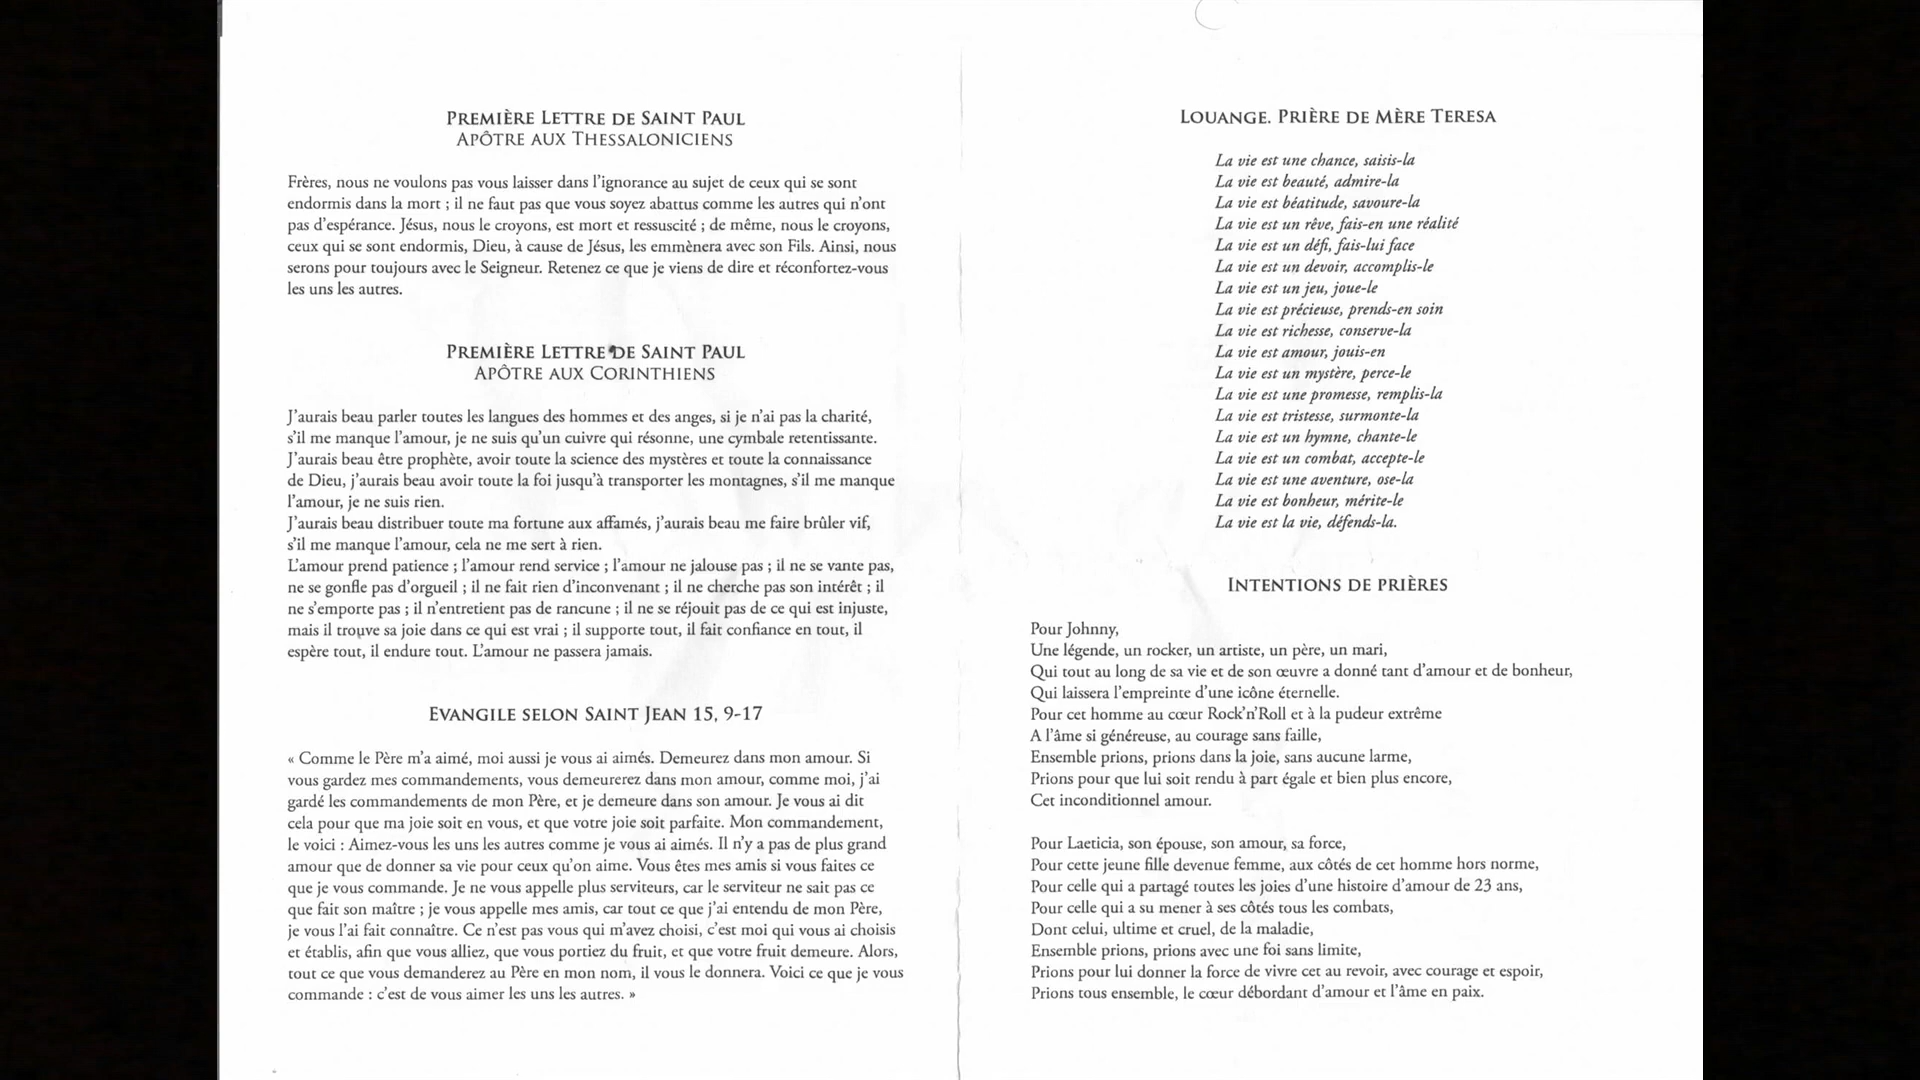 PREMIÈRE LETTRE DE SAINT PAUL
APÔTRE AUX THESSALONICIENS
Frères, nous ne voulons pas vous laisser dans l'ignorance au sujet de ceux qui se sont
endormis dans la mort ; il ne faut pas que vous soyez abattus comme les autres qui n'ont
pas d'espérance. Jésus, nous le croyons, est mort et ressuscité ; de même, nous le croyons,
ceux qui se sont endormis, Dieu, à cause de Jésus, les emmènera avec son Fils. Ainsi, nous
serons pour toujours avec le Seigneur. Retenez ce que je viens de dire et réconfortez-vous
les uns les autres.
PREMIÈRE LETTRE DE SAINT PAUL
APÔTRE AUX CORINTHIENS
J'aurais beau parler toutes les langues des hommes et des anges, si je n'ai pas la charité,
s'il me manque l'amour, je ne suis qu'un cuivre qui résonne, une cymbale retentissante.
J'aurais beau être prophète, avoir toute la science des mystères et toute la connaissance
de Dieu, j'aurais beau avoir toute la foi jusqu'à transporter les montagnes, s'il me manque
l'amour, je ne suis rien.
J'aurais beau distribuer toute ma fortune aux affamés, j'aurais beau me faire brûler vif,
s'il me manque l'amour, cela ne me sert à rien.
L'amour prend patience ; l'amour rend service ; l'amour ne jalouse pas ; il ne se vante pas,
ne se gonfle pas d'orgueil ; il ne fait rien d'inconvenant ; il ne cherche pas son intérêt ; il
ne s'emporte pas ; il n'entretient pas de rancune ; il ne se réjouit pas de ce qui est injuste,
mais il trouve sa joie dans ce qui est vrai ; il supporte tout, il fait confiance en tout, il
espère tout, il endure tout. L'amour ne passera jamais.
EVANGILE SELON SAINT JEAN 15, 9-17
« Comme le Père m'a aimé, moi aussi je vous ai aimés. Demeurez dans mon amour. Si
vous gardez mes commandements, vous demeurerez dans mon amour, comme moi, j'ai
gardé les commandements de mon Père, et je demeure dans son amour. Je vous ai dit
cela pour que ma joie soit en vous, et que votre joie soit parfaite. Mon commandement,
le voici : Aimez-vous les uns les autres comme je vous ai aimés. Il n'y a pas de plus grand
amour que de donner sa vie pour ceux qu'on aime. Vous êtes mes amis si vous faites ce
que je vous commande. Je ne vous appelle plus serviteurs, car le serviteur ne sait pas ce
que fait son maître ; je vous appelle mes amis, car tout ce que j'ai entendu de mon Père,
je vous l'ai fait connaître. Ce n'est pas vous qui m'avez choisi, c'est moi qui vous ai choisis
et établis, afin que vous alliez, que vous portiez du fruit, et que votre fruit demeure. Alors,
tout ce que vous demanderez au Père en mon nom, il vous le donnera. Voici ce que je vous
commande : c'est de vous aimer les uns les autres. »
LOUANGE. PRIÈRE DE MÈRE TERESA
La vie est une chance, saisis-la
La vie est beauté, admire-la
La vie est béatitude, savoure-la
La vie est un rêve, fais-en une réalité
La vie est un défi, fais-lui face
La vie est un devoir, accomplis-le
La vie est un jeu, joue-le
La vie est précieuse, prends-en soin
La vie est richesse, conserve-la
La vie est amour, jouis-en
La vie est un mystère, perce-le
La vie est une promesse, remplis-la
La vie est tristesse, surmonte-la
La vie est un hymne, chante-le
La vie est un combat, accepte-le
La vie est une aventure, ose-la
La vie est bonheur, mérite-le
La vie est la vie, défends-la.
INTENTIONS DE PRIÈRES
Pour Johnny,
Une légende, un rocker, un artiste, un père, un mari,
Qui tout au long de sa vie et de son œuvre a donné tant d'amour et de bonheur,
Qui laissera l'empreinte d'une icône éternelle.
Pour cet homme au cœur Rock'n'Roll et à la pudeur extrême
A l'âme si généreuse, au courage sans faille,
Ensemble prions, prions dans la joie, sans aucune larme,
Prions pour que lui soit rendu à part égale et bien plus encore,
Cet inconditionnel amour.
Pour Laeticia, son épouse, son amour, sa force,
Pour cette jeune fille devenue femme, aux côtés de cet homme hors norme,
Pour celle qui a partagé toutes les joies d'une histoire d'amour de 23 ans,
Pour celle qui a su mener à ses côtés tous les combats,
Dont celui, ultime et cruel, de la maladie,
Ensemble prions, prions avec une foi sans limite,
Prions pour lui donner la force de vivre cet au revoir, avec courage et espoir,
Prions tous ensemble, le cœur débordant d'amour et l'âme en paix.